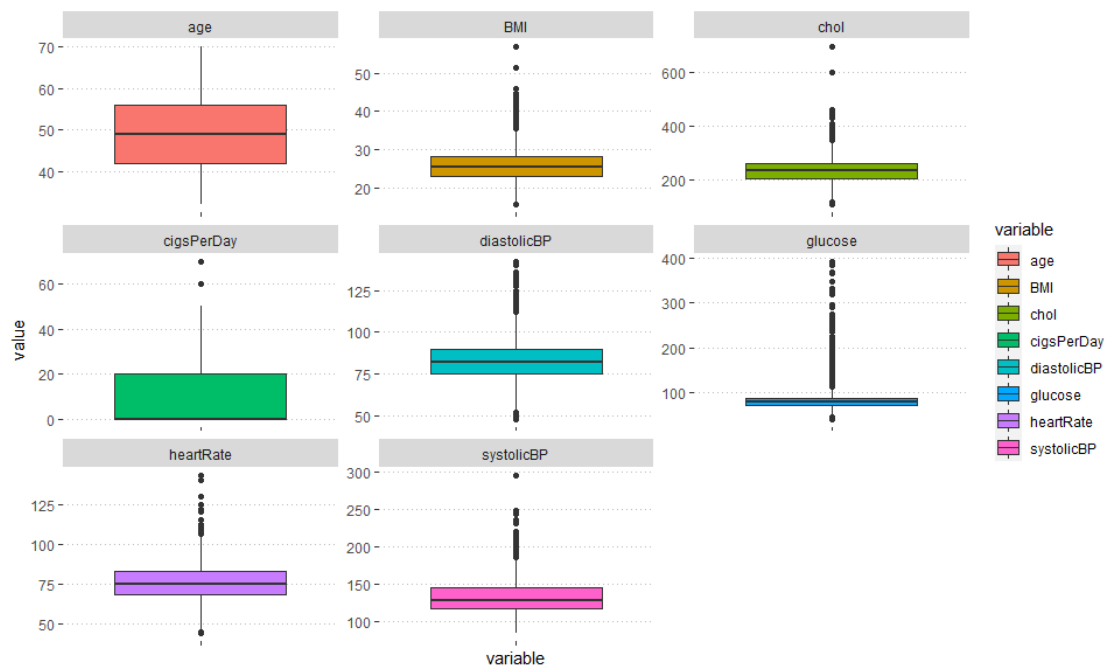 age
70
60
50
40
BMI
50
40
30
20
chol
600
400
200
cigsPerDay
60
40
20
0
diastolicBP
125
100
75
50
glucose
400
300
200
100
heartRate
125
100
75
50
systolicBP
300
250
200
150
100
value
variable
variable
age
BMI
chol
cigsPerDay
diastolicBP
glucose
heartRate
systolicBP